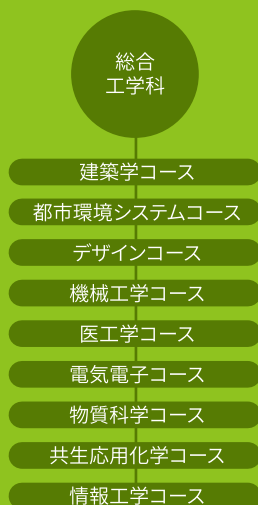 総合
工学科
建築学コース
都市環境システムコース
デザインコース
機械工学コース
医工学コース
電気電子コース
物質科学コース
共生応用化学コース
情報工学コース